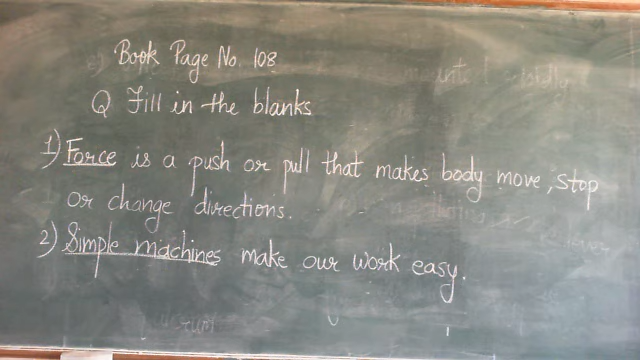 Book Page No. 108
Q Fill in the blanks
1) Force is a push or pull that makes body move, stop
or change directions.
2) Simple machines make our work easy.